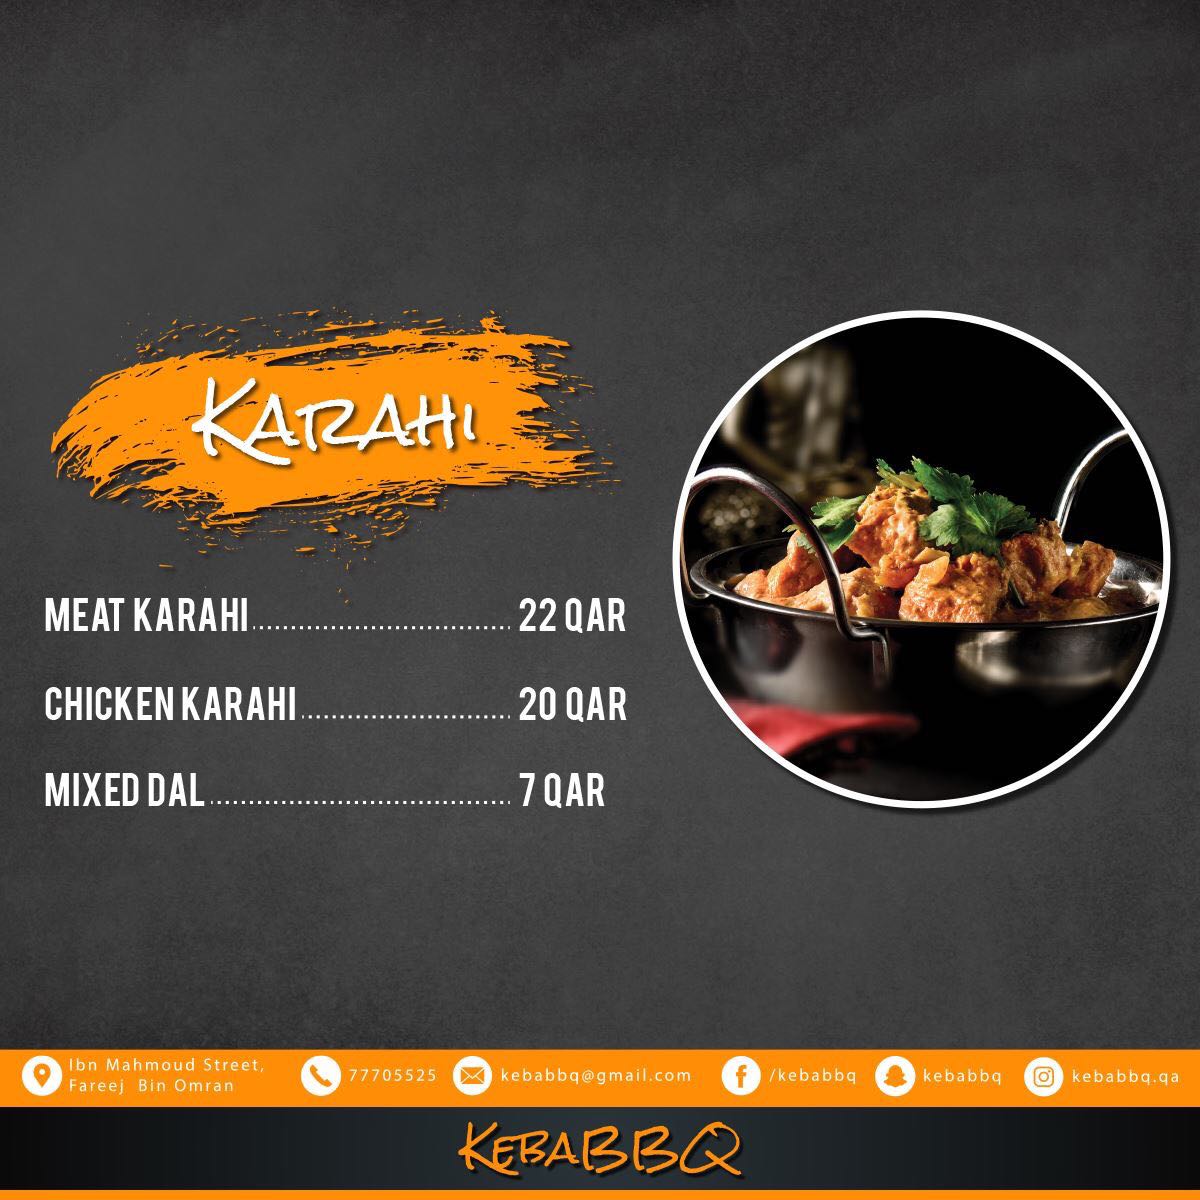 KARAHI
MEAT KARAHI 22 QAR
CHICKEN KARAHI 20 QAR
MIXED DAL 7 QAR
Ibn Mahmoud Street,
Fareej Bin Omran
77705525
kebabbq@gmail.com
/kebabbq
kebabbq
kebabbq.qa
KEBABBQ